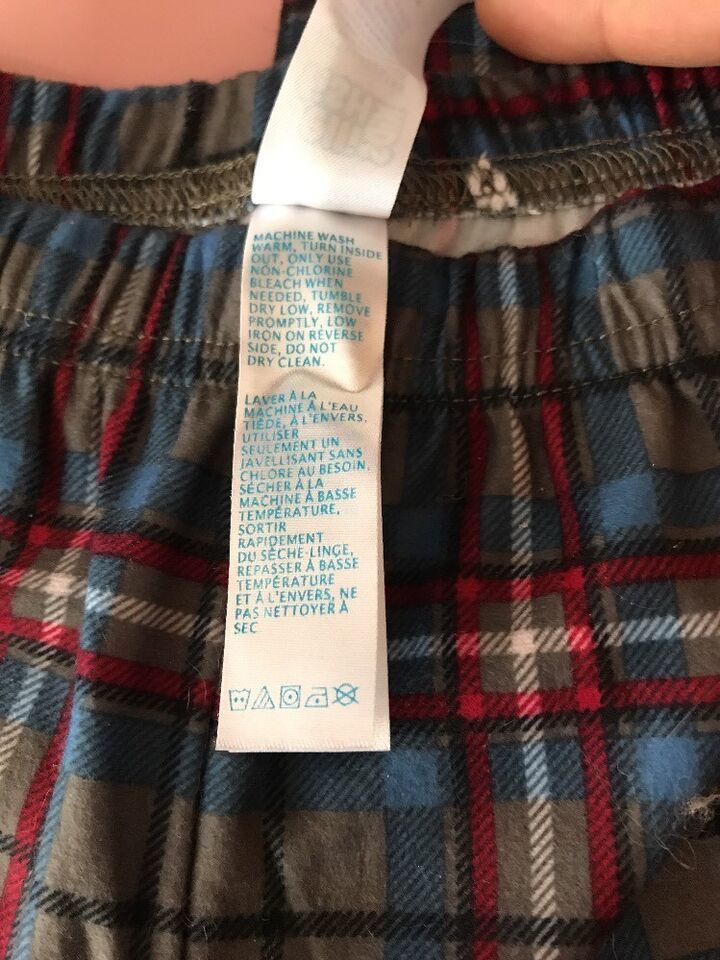 MACHINE WASH
WARM, TURN INSIDE
OUT, ONLY USE
NON-CHLORINE
BLEACH WHEN
NEEDED, TUMBLE
DRY LOW, REMOVE
PROMPTLY, LOW
IRON ON REVERSE
SIDE, DO NOT
DRY CLEAN.
LAVER À LA
MACHINE À L'EAU
TIÈDE, À L'ENVERS,
UTILISER
SEULEMENT UN
JAVELLISANT SANS
CHLORE AU BESOIN,
SÉCHER À LA
MACHINE À BASSE
TEMPÉRATURE,
SORTIR
RAPIDEMENT
DU SÈCHE-LINGE,
REPASSER À BASSE
TEMPÉRATURE
ET À L'ENVERS, NE
PAS NETTOYER À
SEC